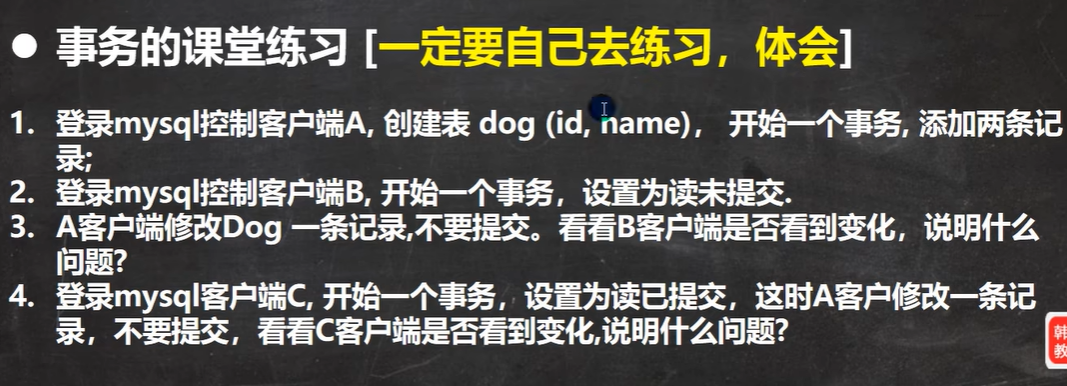 ● 事务的课堂练习 [一定要自己去练习，体会]
1. 登录mysql控制客户端A, 创建表 dog (id, name)， 开始一个事务, 添加两条记
录;
2. 登录mysql控制客户端B, 开始一个事务，设置为读未提交.
3. A客户端修改Dog 一条记录,不要提交。看看B客户端是否看到变化，说明什么
问题?
4. 登录mysql客户端C, 开始一个事务，设置为读已提交，这时A客户修改一条记
录，不要提交，看看C客户端是否看到变化,说明什么问题?
韩
教